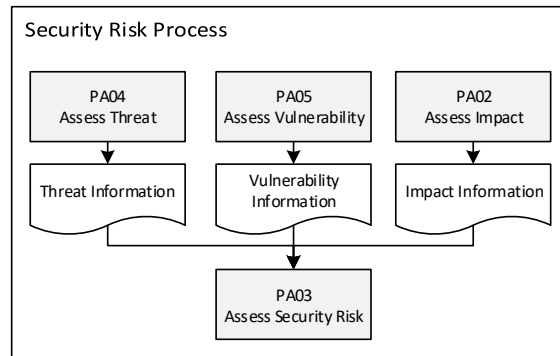 Security Risk Process
PA04
Assess Threat
PA05
Assess Vulnerability
PA02
Assess Impact
Threat Information
Vulnerability
Information
Impact Information
PA03
Assess Security Risk